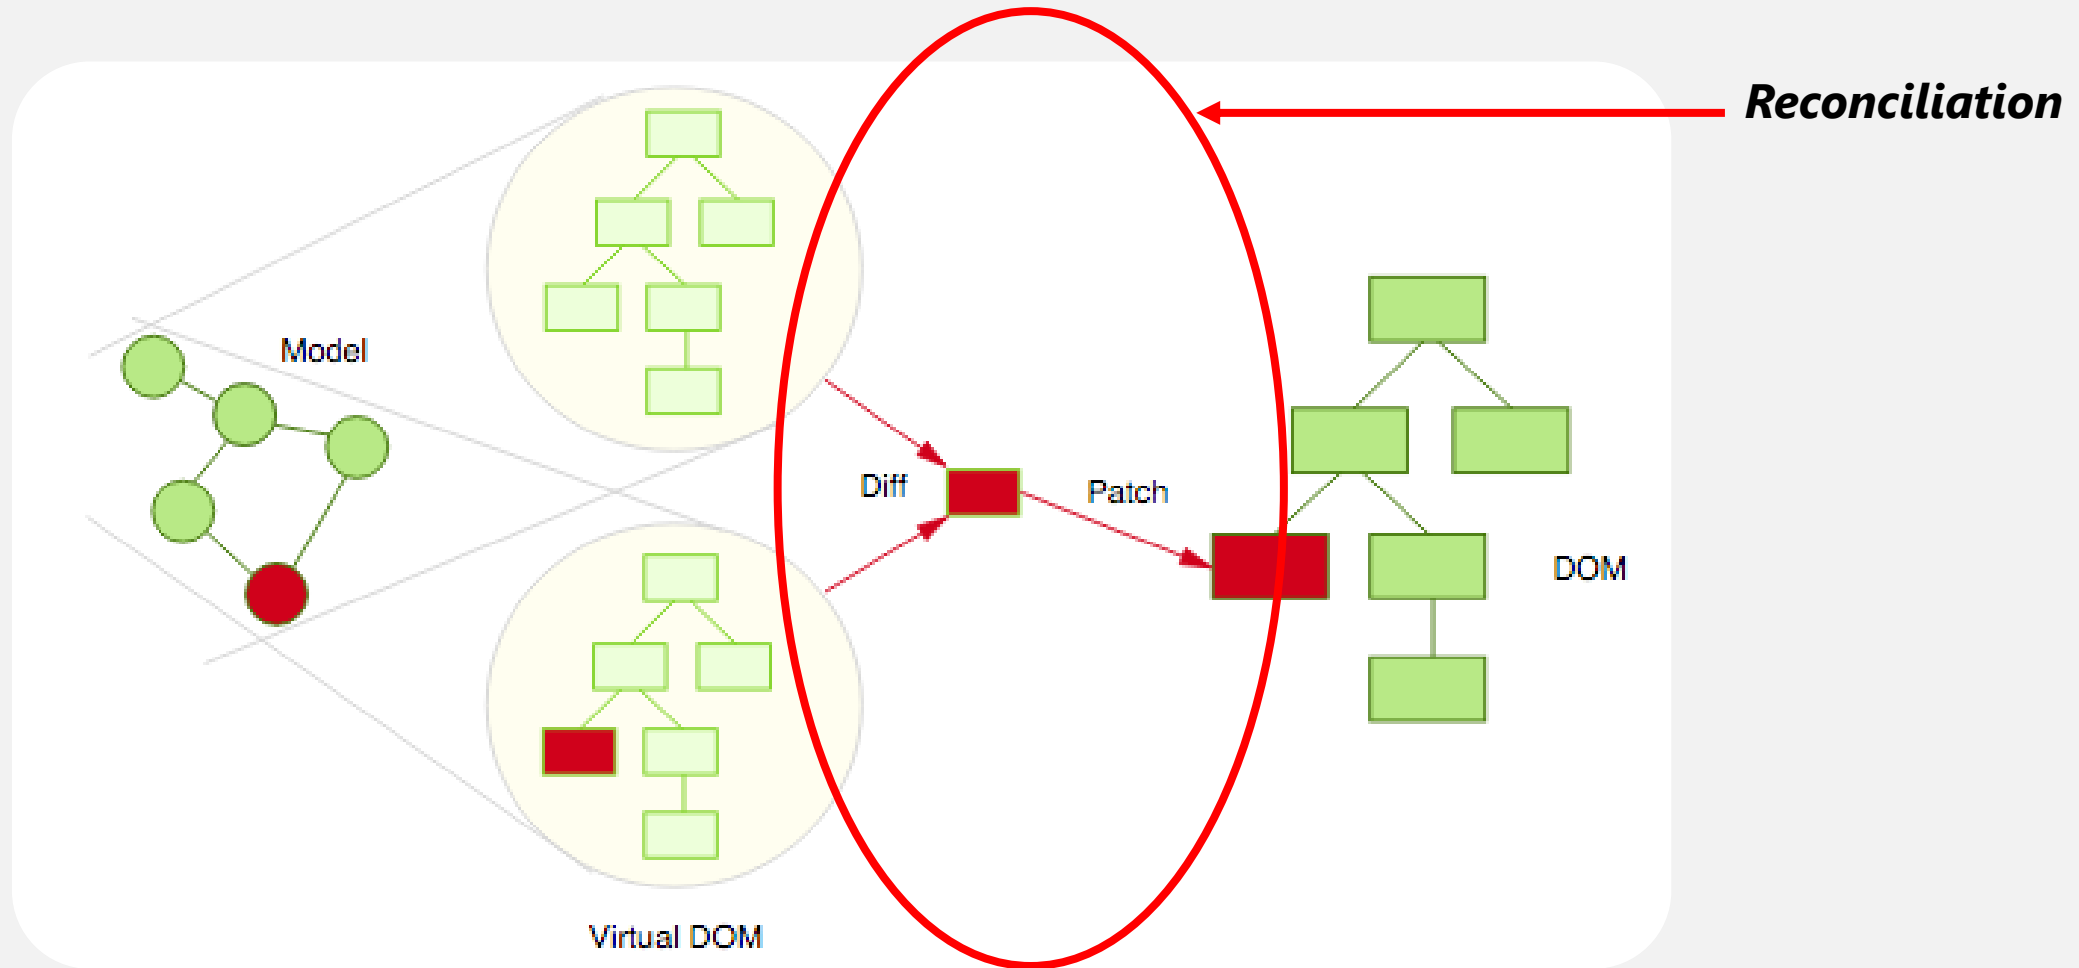 Reconciliation
Model
Diff
Patch
DOM
Virtual DOM